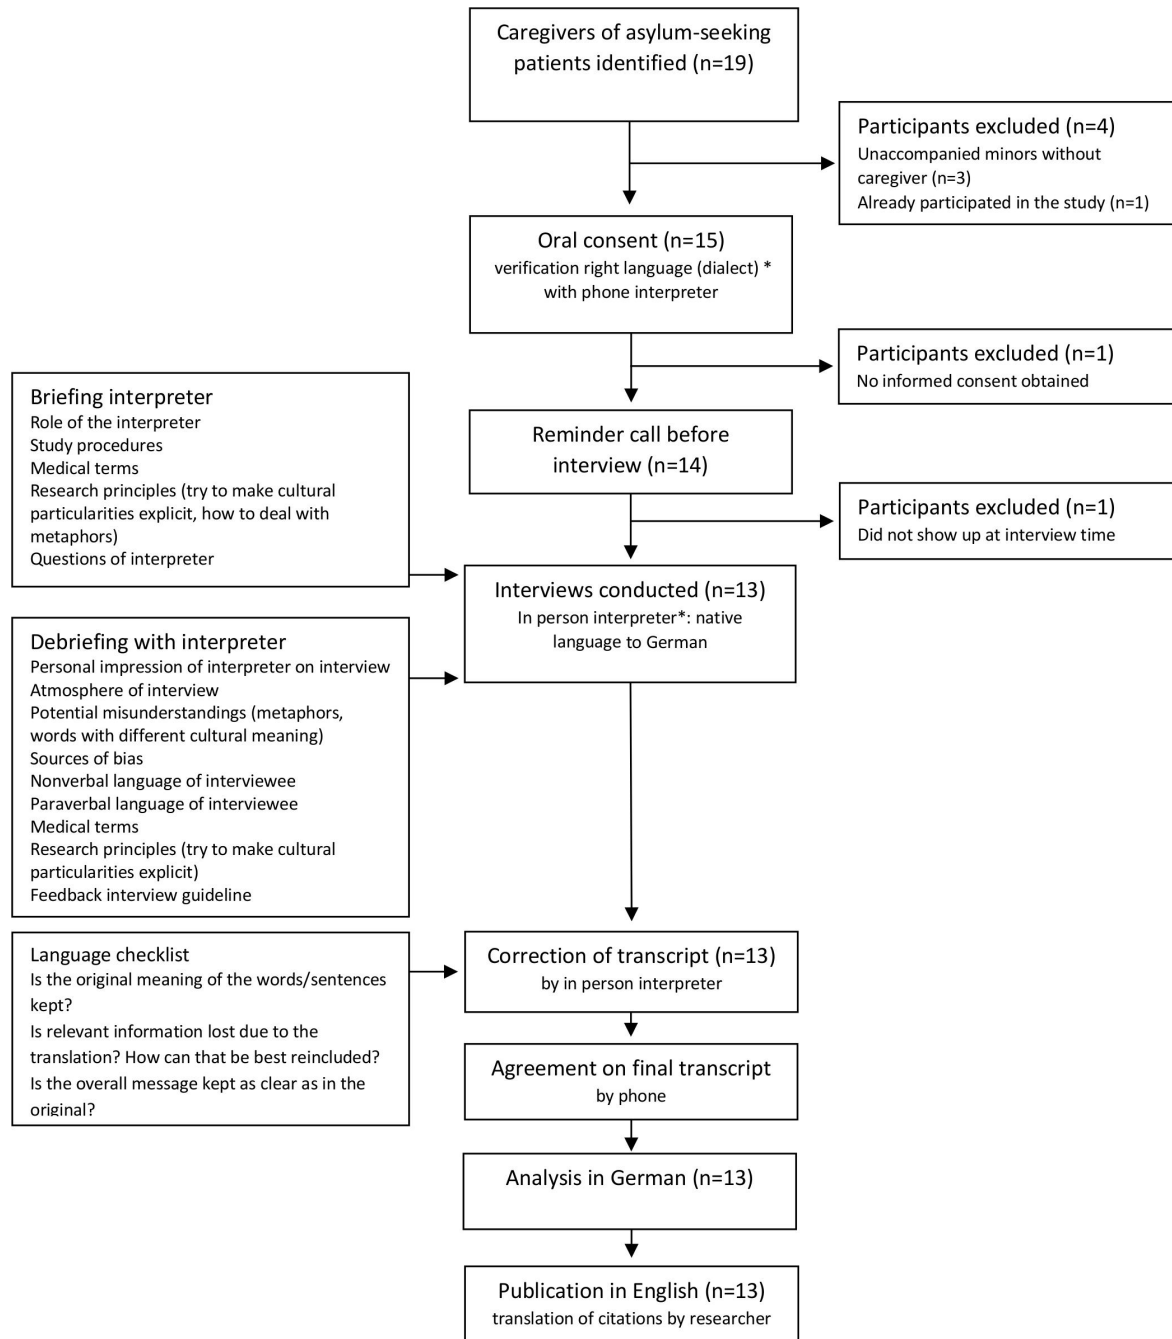 Caregivers of asylum-seeking
patients identified (n=19)
Participants excluded (n=4)
Unaccompanied minors without
caregiver (n=3)
Already participated in the study (n=1)
Oral consent (n=15)
verification right language (dialect) *
with phone interpreter
Participants excluded (n=1)
No informed consent obtained
Briefing interpreter
Role of the interpreter
Study procedures
Medical terms
Research principles (try to make cultural
particularities explicit, how to deal with
metaphors)
Questions of interpreter
Reminder call before
interview (n=14)
Participants excluded (n=1)
Did not show up at interview time
Interviews conducted (n=13)
In person interpreter*: native
language to German
Debriefing with interpreter
Personal impression of interpreter on interview
Atmosphere of interview
Potential misunderstandings (metaphors,
words with different cultural meaning)
Sources of bias
Nonverbal language of interviewee
Paraverbal language of interviewee
Medical terms
Research principles (try to make cultural
particularities explicit)
Feedback interview guideline
Language checklist
Is the original meaning of the words/sentences
kept?
Is relevant information lost due to the
translation? How can that be best reincluded?
Is the overall message kept as clear as in the
original?
Correction of transcript (n=13)
by in person interpreter
Agreement on final transcript
by phone
Analysis in German (n=13)
Publication in English (n=13)
translation of citations by researcher